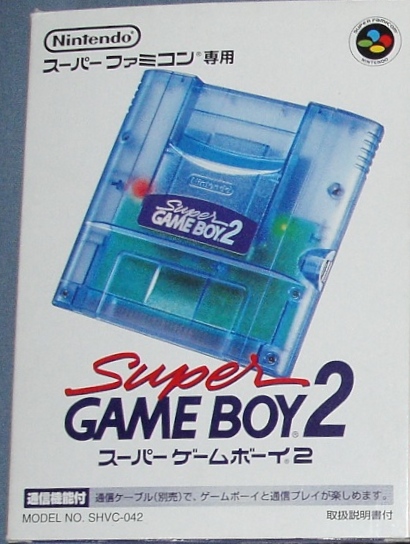 Nintendo®
SUPER FAMICOM
NINTENDO
スーパーファミコン®専用
Nintendo
Super
GAME BOY 2
Super
GAME BOY® 2
スーパーゲームボーイ®2
通信機能付 通信ケーブル(別売)で、ゲームボーイと通信プレイが楽しめます。
MODEL NO. SHVC-042 取扱説明書付